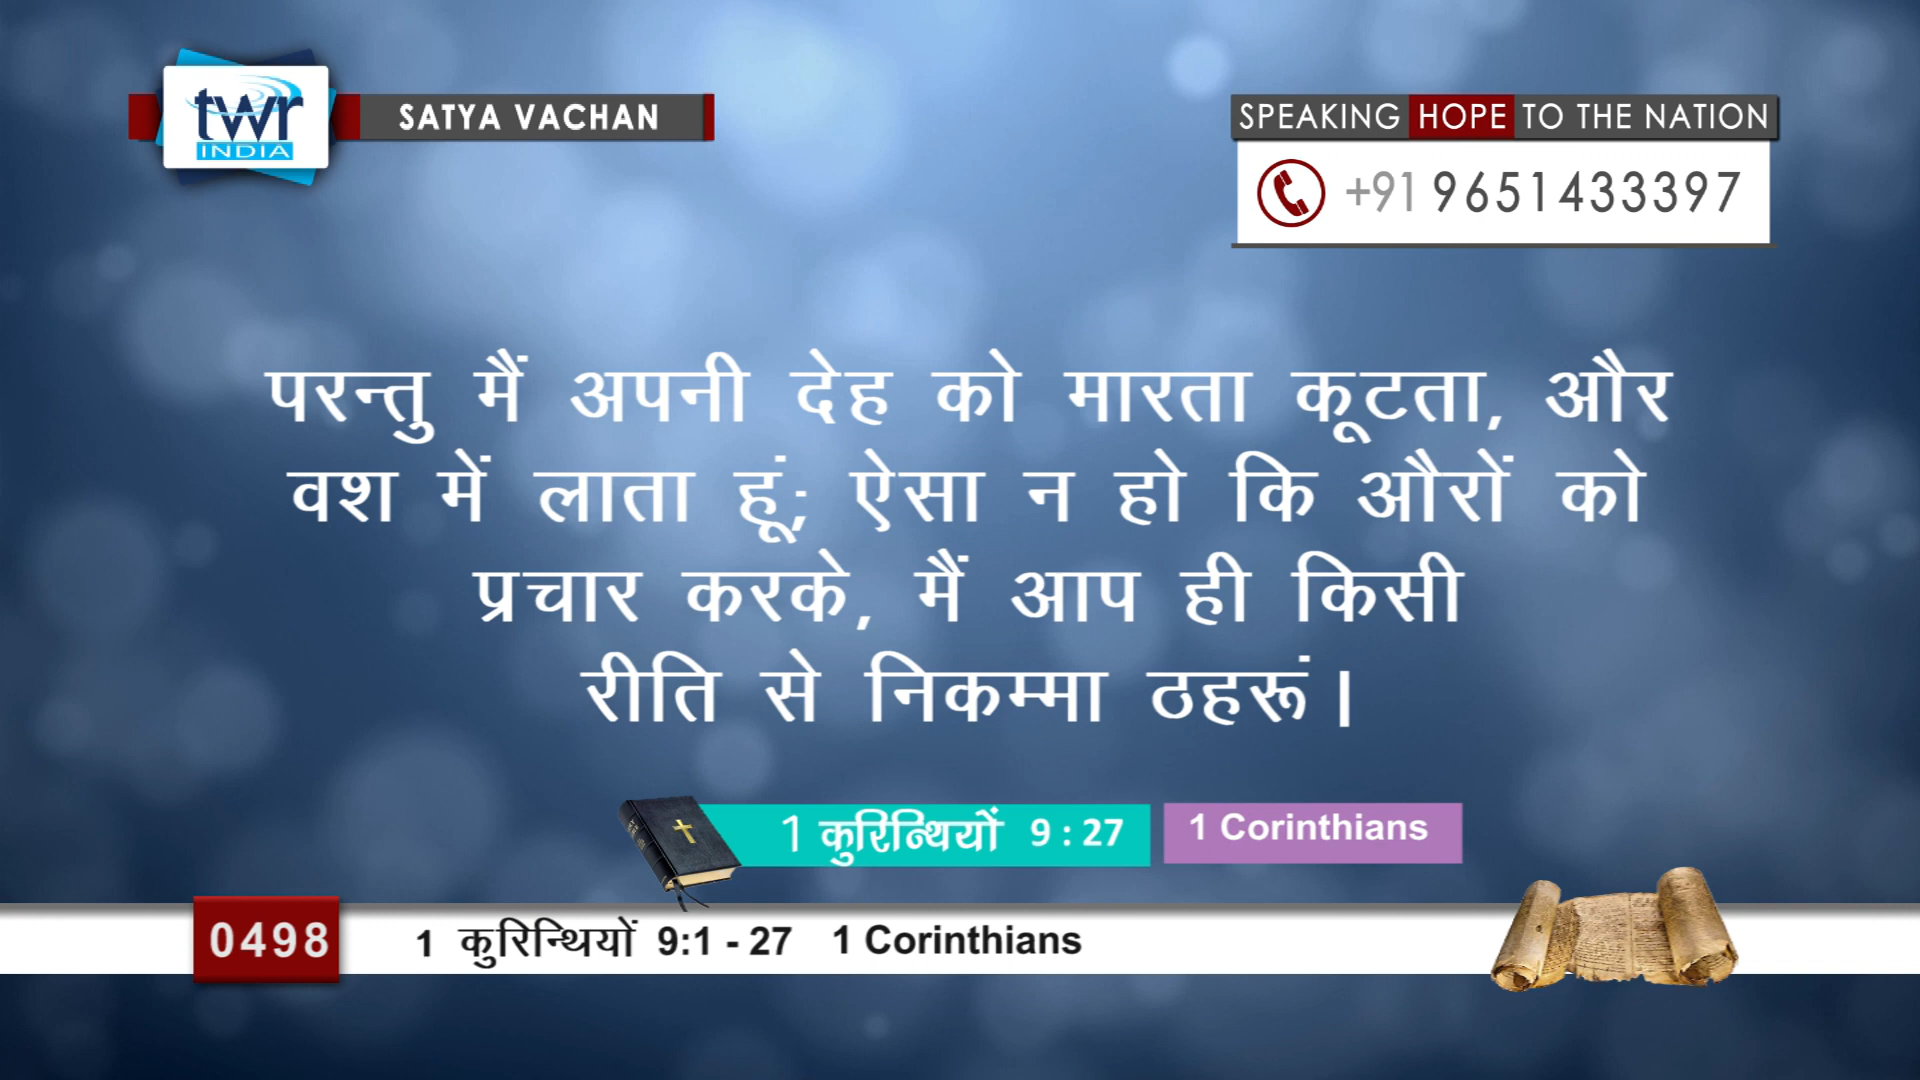 twr
INDIA
SATYA VACHAN
SPEAKING HOPE TO THE NATION
+91 9651433397
परन्तु मैं अपनी देह को मारता कूटता, और
वश में लाता हूं; ऐसा न हो कि औरों को
प्रचार करके, मैं आप ही किसी
रीति से निकम्मा ठहरूं।
1 कुरिन्थियों 9 : 27
1 Corinthians
0498
1 कुरिन्थियों 9:1 - 27 1 Corinthians